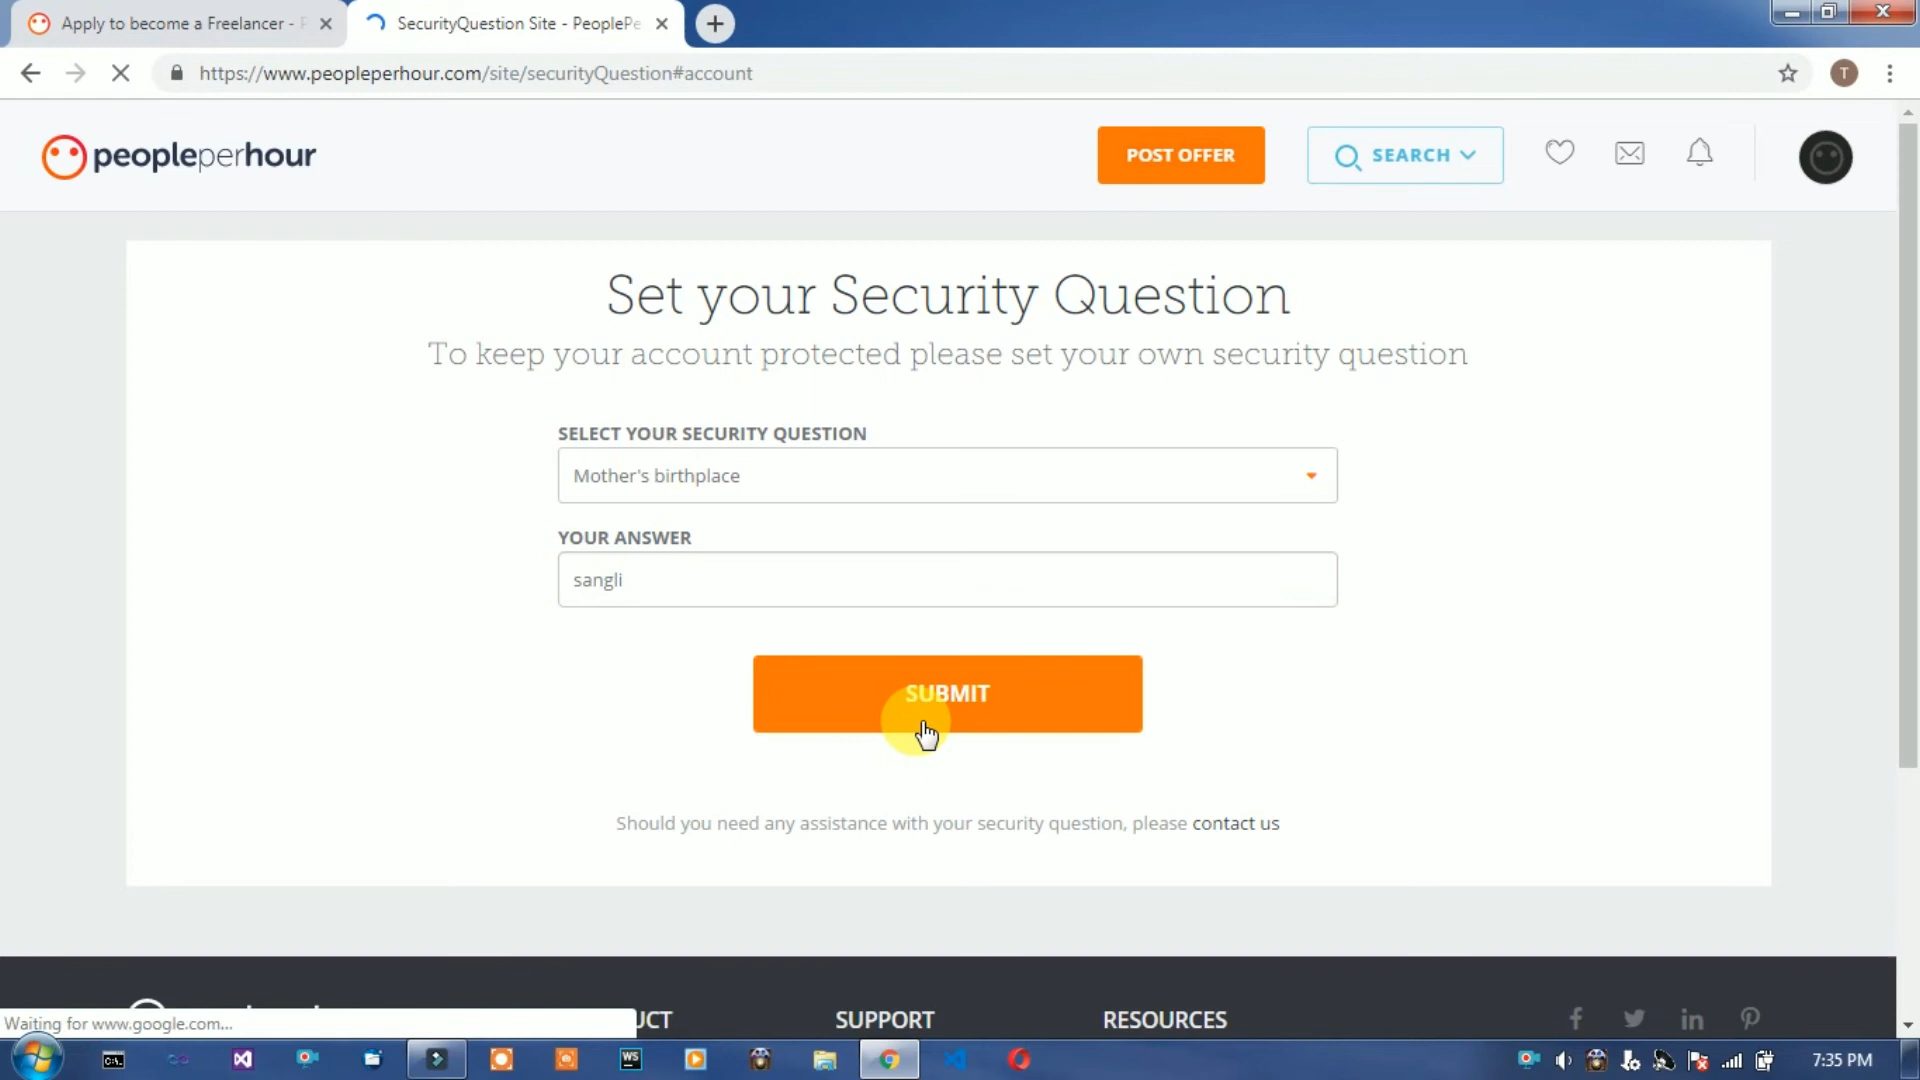 Apply to become a Freelancer - P
SecurityQuestion Site - PeoplePe
https://www.peopleperhour.com/site/securityQuestion#account
T
peopleperhour
POST OFFER
SEARCH
Set your Security Question
To keep your account protected please set your own security question
SELECT YOUR SECURITY QUESTION
Mother's birthplace
YOUR ANSWER
sangli
SUBMIT
Should you need any assistance with your security question, please contact us
UCT
SUPPORT
RESOURCES
Waiting for www.google.com...
C:\.
WS
7:35 PM